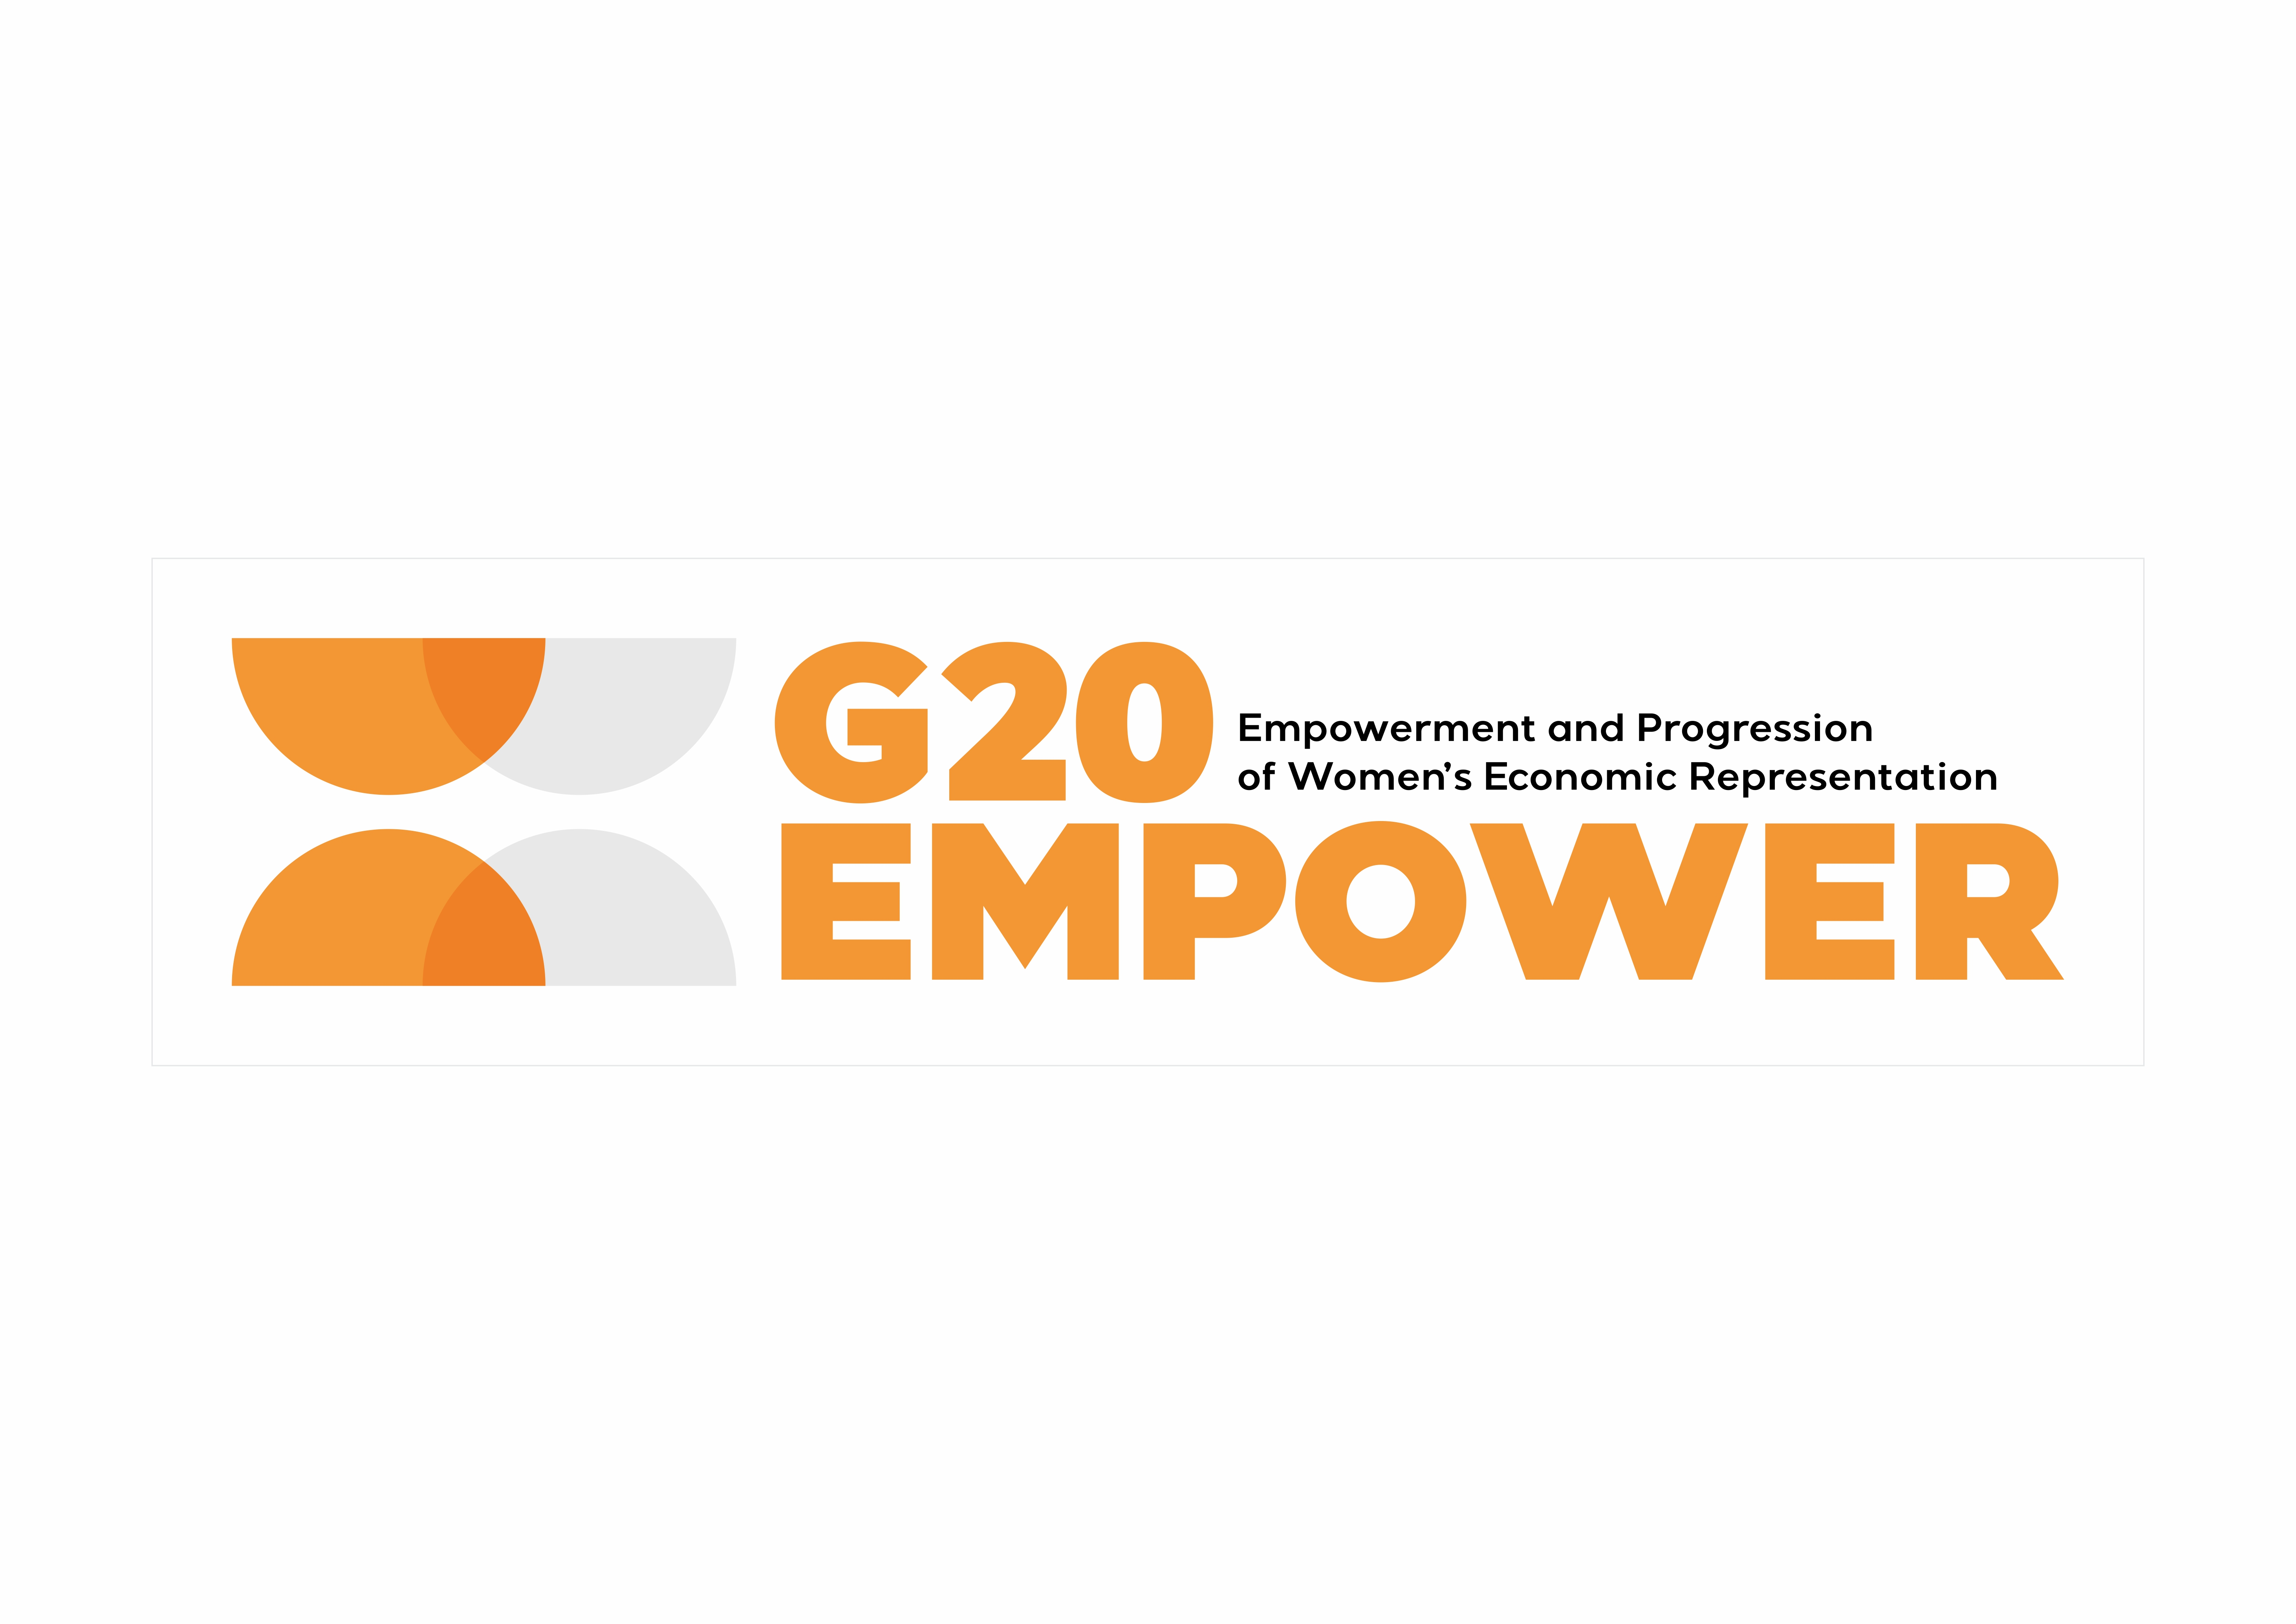 G20
Empowerment and Progression
of Women’s Economic Representation
EMPOWER